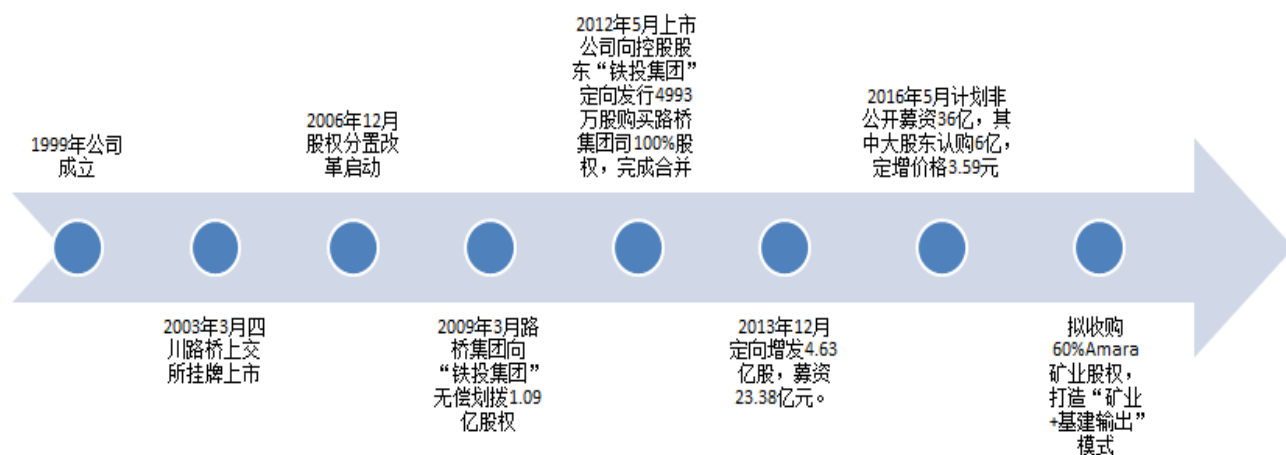 1999年公司
成立
2003年3月四
川路桥上交
所挂牌上市
2006年12月
股权分置改
革启动
2009年3月路
桥集团向
“铁投集团”
无偿划拨1.09
亿股权
2012年5月上市
公司向控股股
东“铁投集团”
定向发行4993
万股购买路桥
集团司100%股
权，完成合并
2013年12月
定向增发4.63
亿股，募资
23.38亿元。
2016年5月计划非
公开募资36亿，其
中大股东认购6亿，
定增价格3.59元
拟收购
60%Amara
矿业股权，
打造“矿业
+基建输出”
模式